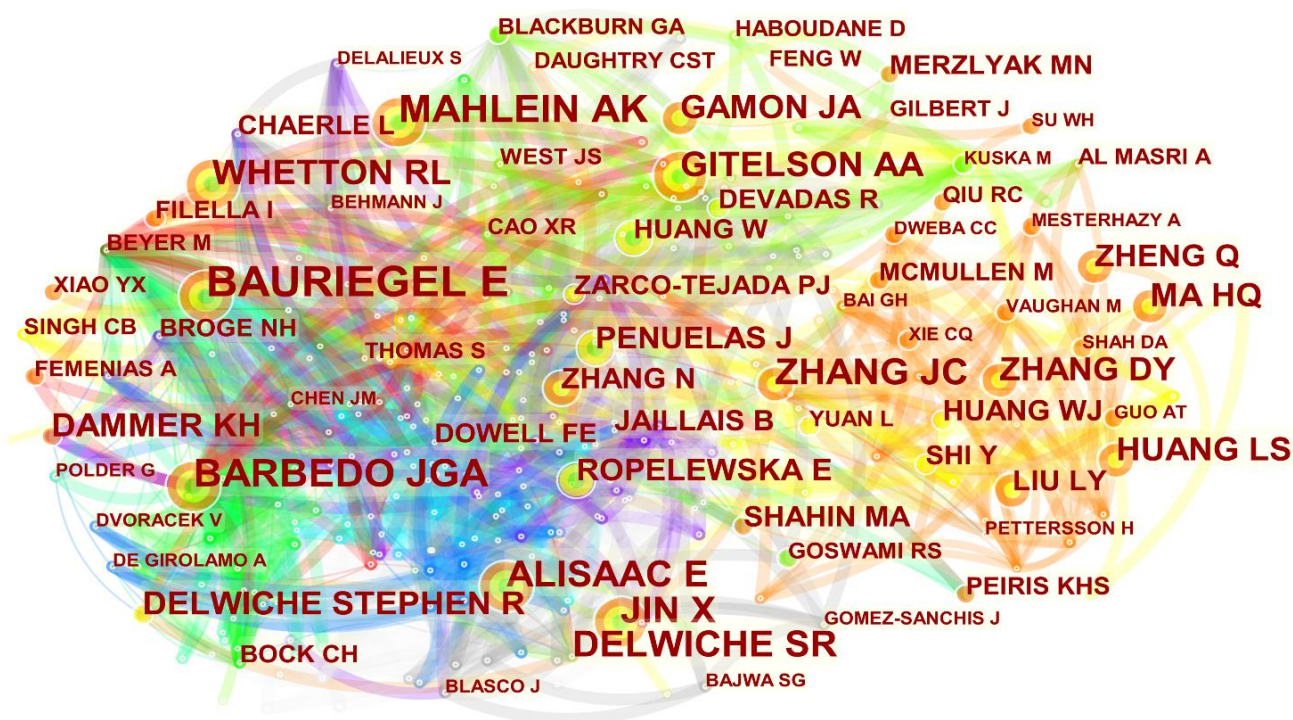 BLACKBURN GA
HABOUDANE D
DELALIEUX S
DAUGHTRY CST
FENG W
MERZLYAK MN
MAHLEIN AK
GAMON JA
GILBERT J
SU WH
CHAERLE L
WEST JS
KUSKA M
AL MASRI A
WHETTON RL
GITELSON AA
BEHMANN J
DEVADAS R
QIU RC
FILELLA I
CAO XR
HUANG W
DWEBA CC
MESTERHAZY A
BEYER M
ZHENG Q
XIAO YX
BAURIEGEL E
ZARCO-TEJADA PJ
MCMULLEN M
MA HQ
BAI GH
VAUGHAN M
SINGH CB
BROGE NH
PENUELAS J
XIE CQ
SHAH DA
THOMAS S
FEMENIAS A
ZHANG N
ZHANG JC
ZHANG DY
CHEN JM
DAMMER KH
DOWELL FE
JAILLAIS B
YUAN L
HUANG WJ
GUO AT
POLDER G
BARBEDO JGA
ROPELEWSKA E
SHI Y
HUANG LS
LIU LY
DVORACEK V
SHAHIN MA
PETTERSSON H
DE GIROLAMO A
GOSWAMI RS
ALISAAC E
PEIRIS KHS
DELWICHE STEPHEN R
JIN X
GOMEZ-SANCHIS J
DELWICHE SR
BOCK CH
BLASCO J
BAJWA SG